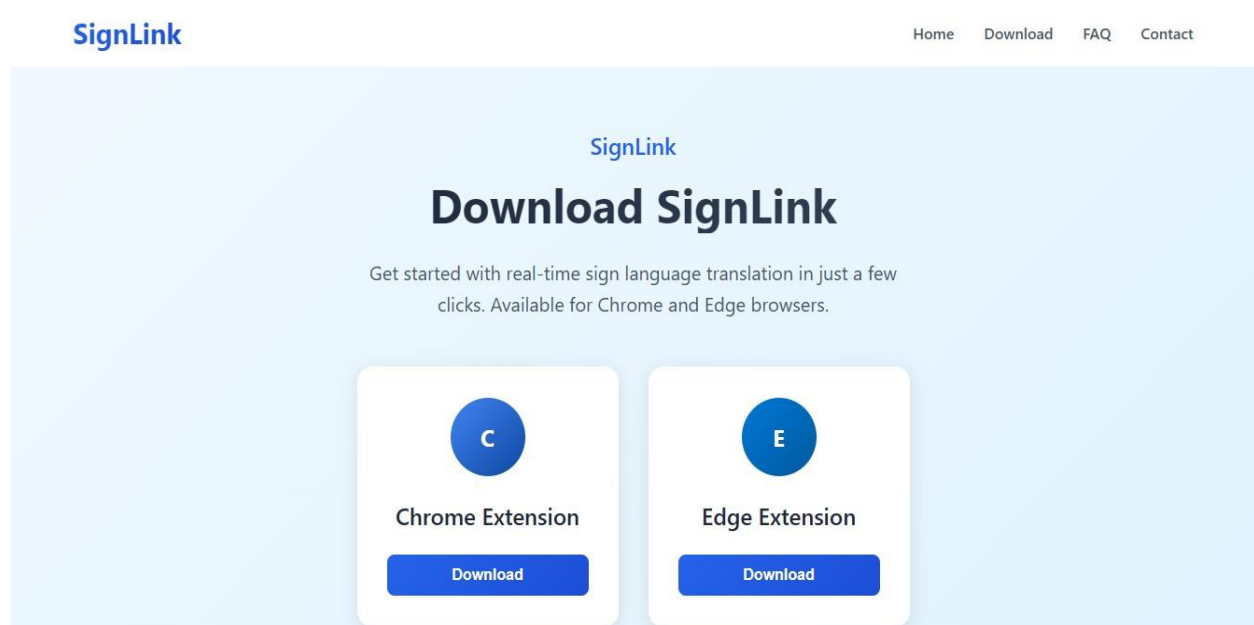 SignLink
Home Download FAQ Contact
SignLink
Download SignLink
Get started with real-time sign language translation in just a few
clicks. Available for Chrome and Edge browsers.
C
E
Chrome Extension
Edge Extension
Download
Download